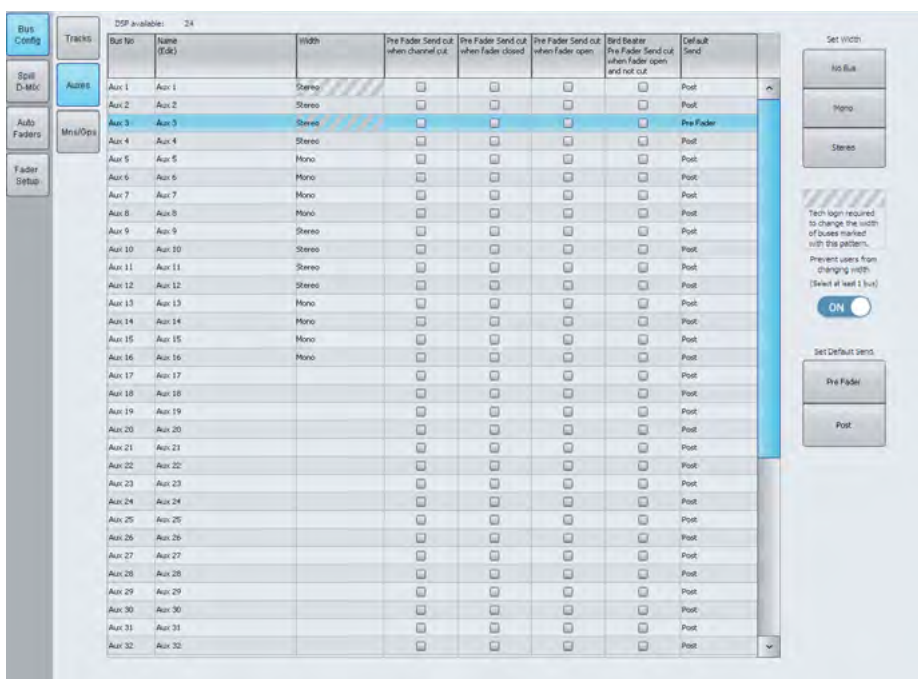 Bus Config
Spill D-Mix
Auto Faders
Fader Setup
Tracks
Auxes
Mns/Gps
DSP available: 24
Bus No Name (Edit) Width Pre Fader Send cut when channel cut Pre Fader Send cut when fader closed Pre Fader Send cut when fader open Bird Beater Pre Fader Send cut when fader open and not cut Default Send
Aux 1 Aux 1 Stereo Post
Aux 2 Aux 2 Stereo Post
Aux 3 Aux 3 Stereo Pre Fader
Aux 4 Aux 4 Stereo Post
Aux 5 Aux 5 Mono Post
Aux 6 Aux 6 Mono Post
Aux 7 Aux 7 Mono Post
Aux 8 Aux 8 Mono Post
Aux 9 Aux 9 Stereo Post
Aux 10 Aux 10 Stereo Post
Aux 11 Aux 11 Stereo Post
Aux 12 Aux 12 Stereo Post
Aux 13 Aux 13 Mono Post
Aux 14 Aux 14 Mono Post
Aux 15 Aux 15 Mono Post
Aux 16 Aux 16 Mono Post
Aux 17 Aux 17 Post
Aux 18 Aux 18 Post
Aux 19 Aux 19 Post
Aux 20 Aux 20 Post
Aux 21 Aux 21 Post
Aux 22 Aux 22 Post
Aux 23 Aux 23 Post
Aux 24 Aux 24 Post
Aux 25 Aux 25 Post
Aux 26 Aux 26 Post
Aux 27 Aux 27 Post
Aux 28 Aux 28 Post
Aux 29 Aux 29 Post
Aux 30 Aux 30 Post
Aux 31 Aux 31 Post
Aux 32 Aux 32 Post
Set Width
No Bus
Mono
Stereo
Tech login required
to change the width
of buses marked
with this pattern.
Prevent users from
changing width
(Select at least 1 bus)
ON
Set Default Send
Pre Fader
Post